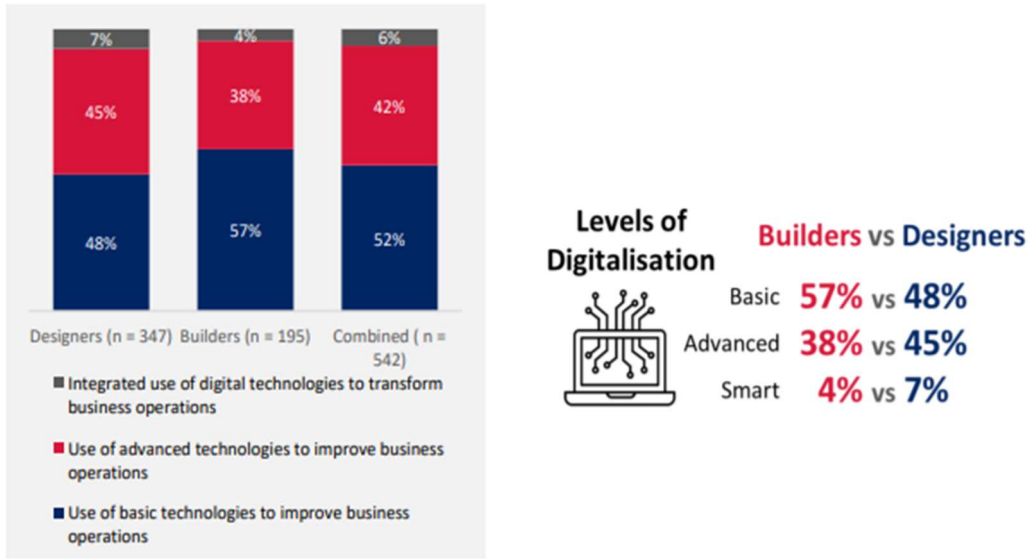 7%
4%
6%
45%
38%
42%
48%
57%
52%
Designers (n = 347)
Builders (n = 195)
Combined ( n =
542)
Integrated use of digital technologies to transform
business operations
Use of advanced technologies to improve business
operations
Use of basic technologies to improve business
operations
Levels of
Digitalisation
Builders vs Designers
Basic 57% vs 48%
Advanced 38% vs 45%
Smart 4% vs 7%